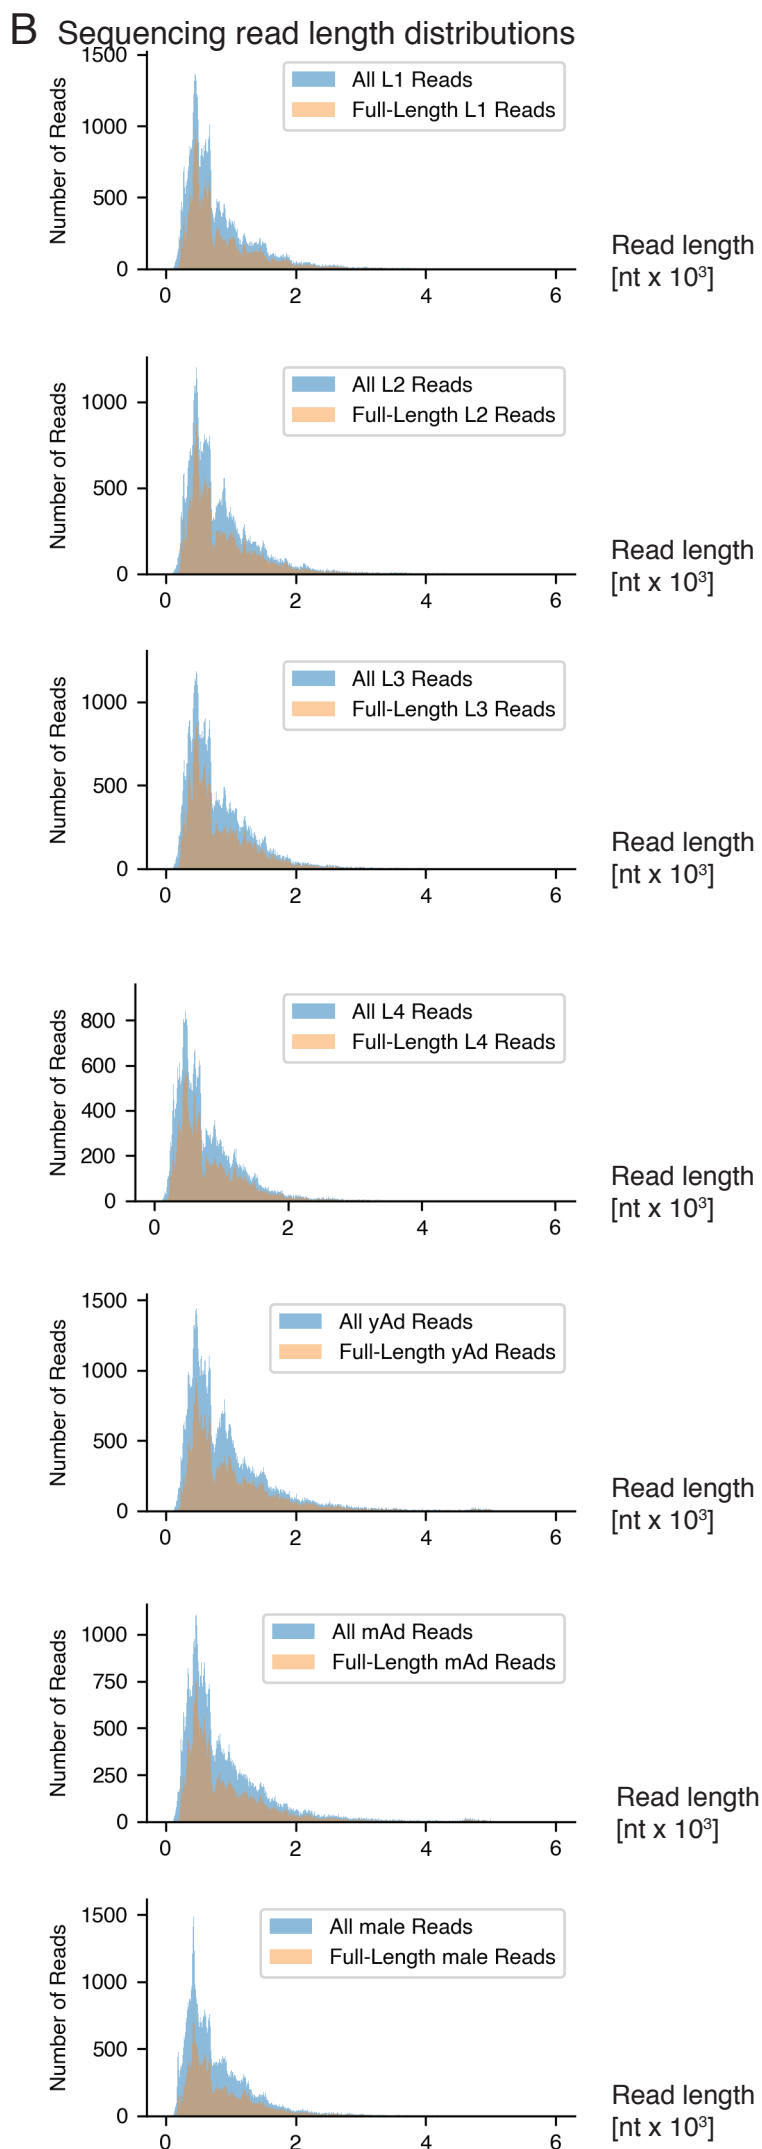 B Sequencing read length distributions
1500
1000
500
0
Number of Reads
All L1 Reads
Full-Length L1 Reads
0 2 4 6
Read length
[nt x 10³]
1000
500
0
Number of Reads
All L2 Reads
Full-Length L2 Reads
0 2 4 6
Read length
[nt x 10³]
1000
500
0
Number of Reads
All L3 Reads
Full-Length L3 Reads
0 2 4 6
Read length
[nt x 10³]
800
600
400
200
0
Number of Reads
All L4 Reads
Full-Length L4 Reads
0 2 4 6
Read length
[nt x 10³]
1500
1000
500
0
Number of Reads
All yAd Reads
Full-Length yAd Reads
0 2 4 6
Read length
[nt x 10³]
1000
750
500
250
0
Number of Reads
All mAd Reads
Full-Length mAd Reads
0 2 4 6
Read length
[nt x 10³]
1500
1000
500
0
Number of Reads
All male Reads
Full-Length male Reads
0 2 4 6
Read length
[nt x 10³]